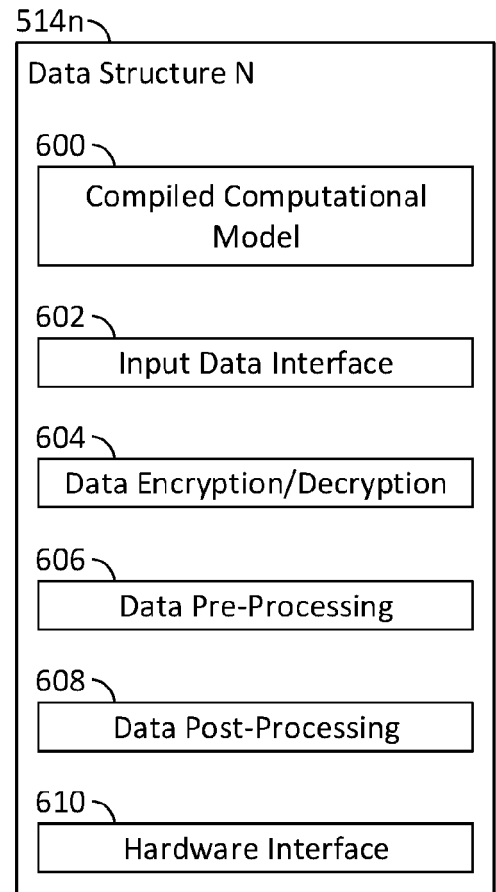 514n
Data Structure N
600
Compiled Computational
Model
602
Input Data Interface
604
Data Encryption/Decryption
606
Data Pre-Processing
608
Data Post-Processing
610
Hardware Interface